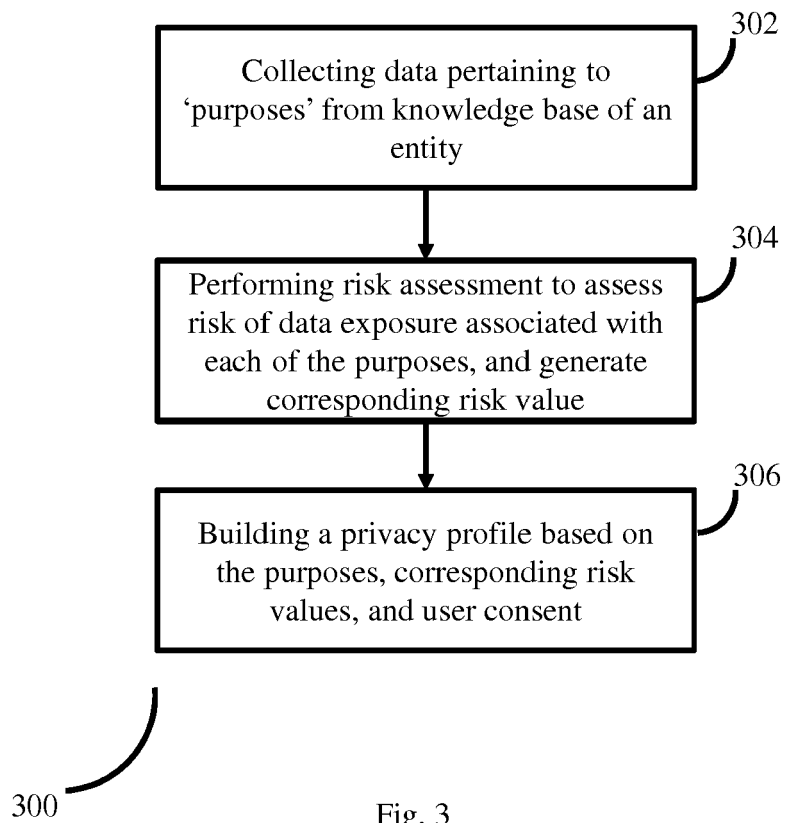 302
Collecting data pertaining to
‘purposes’ from knowledge base of an
entity
304
Performing risk assessment to assess
risk of data exposure associated with
each of the purposes, and generate
corresponding risk value
306
Building a privacy profile based on
the purposes, corresponding risk
values, and user consent
300
Fig. 3